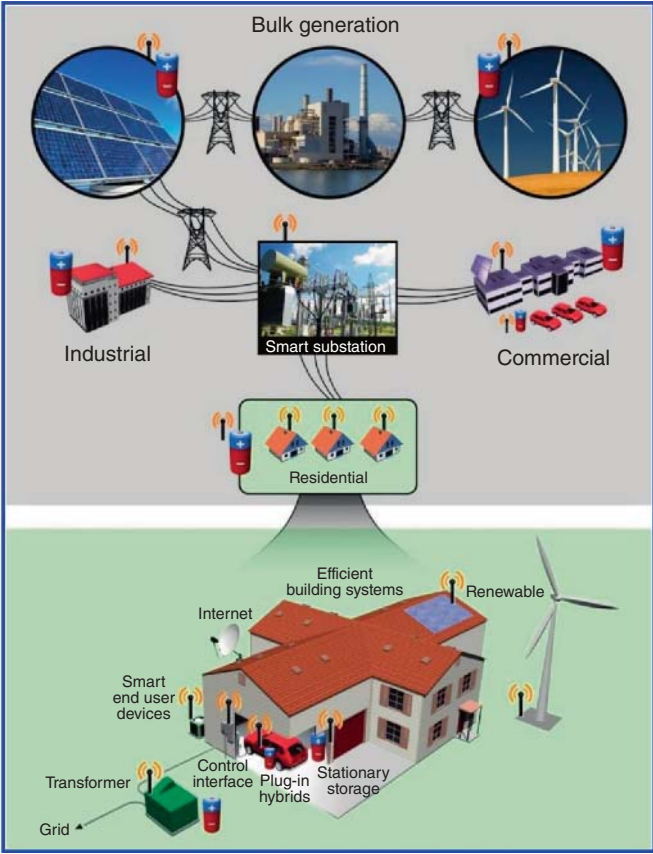 Bulk generation
Smart substation
Industrial
Commercial
Residential
Efficient
building systems
Renewable
Internet
Smart
end user
devices
Control
interface
Plug-in
hybrids
Stationary
storage
Transformer
Grid